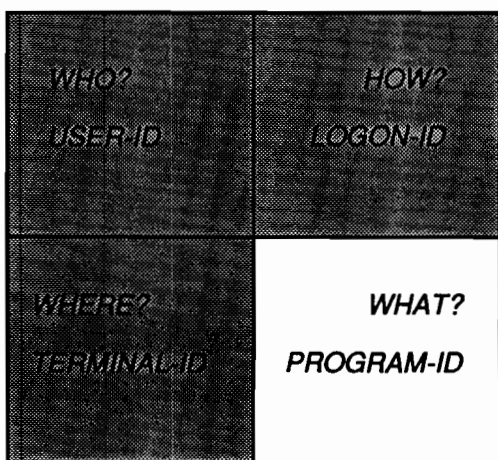 WHO?
USER-ID
HOW?
LOGON-ID
WHERE?
TERMINAL-ID
WHAT?
PROGRAM-ID